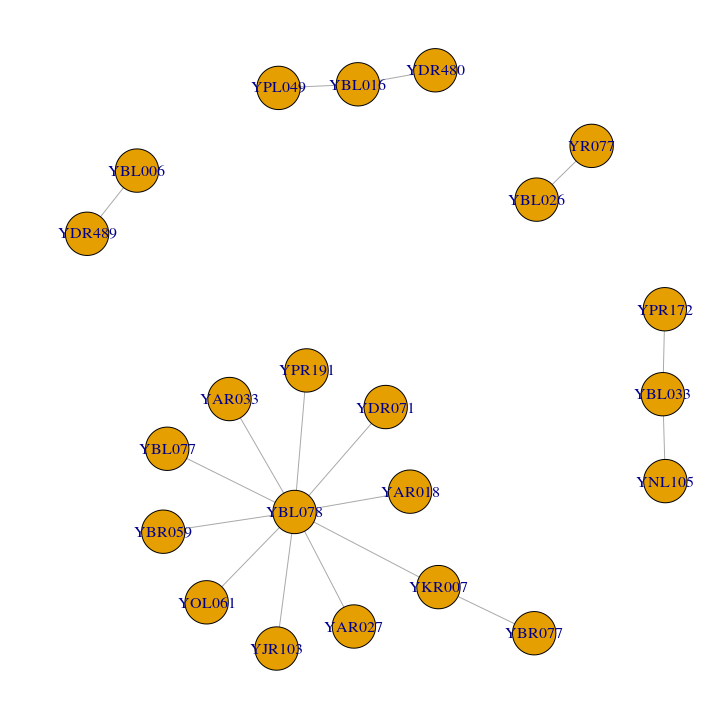 YDR480
YBL016
YPL049
YR077
YBL006
YBL026
YDR489
YPR172
YPR191
YBL033
YAR033
YDR071
YBL077
YNL105
YAR018
YBL078
YBR059
YKR007
YOL061
YAR027
YBR077
YJR103